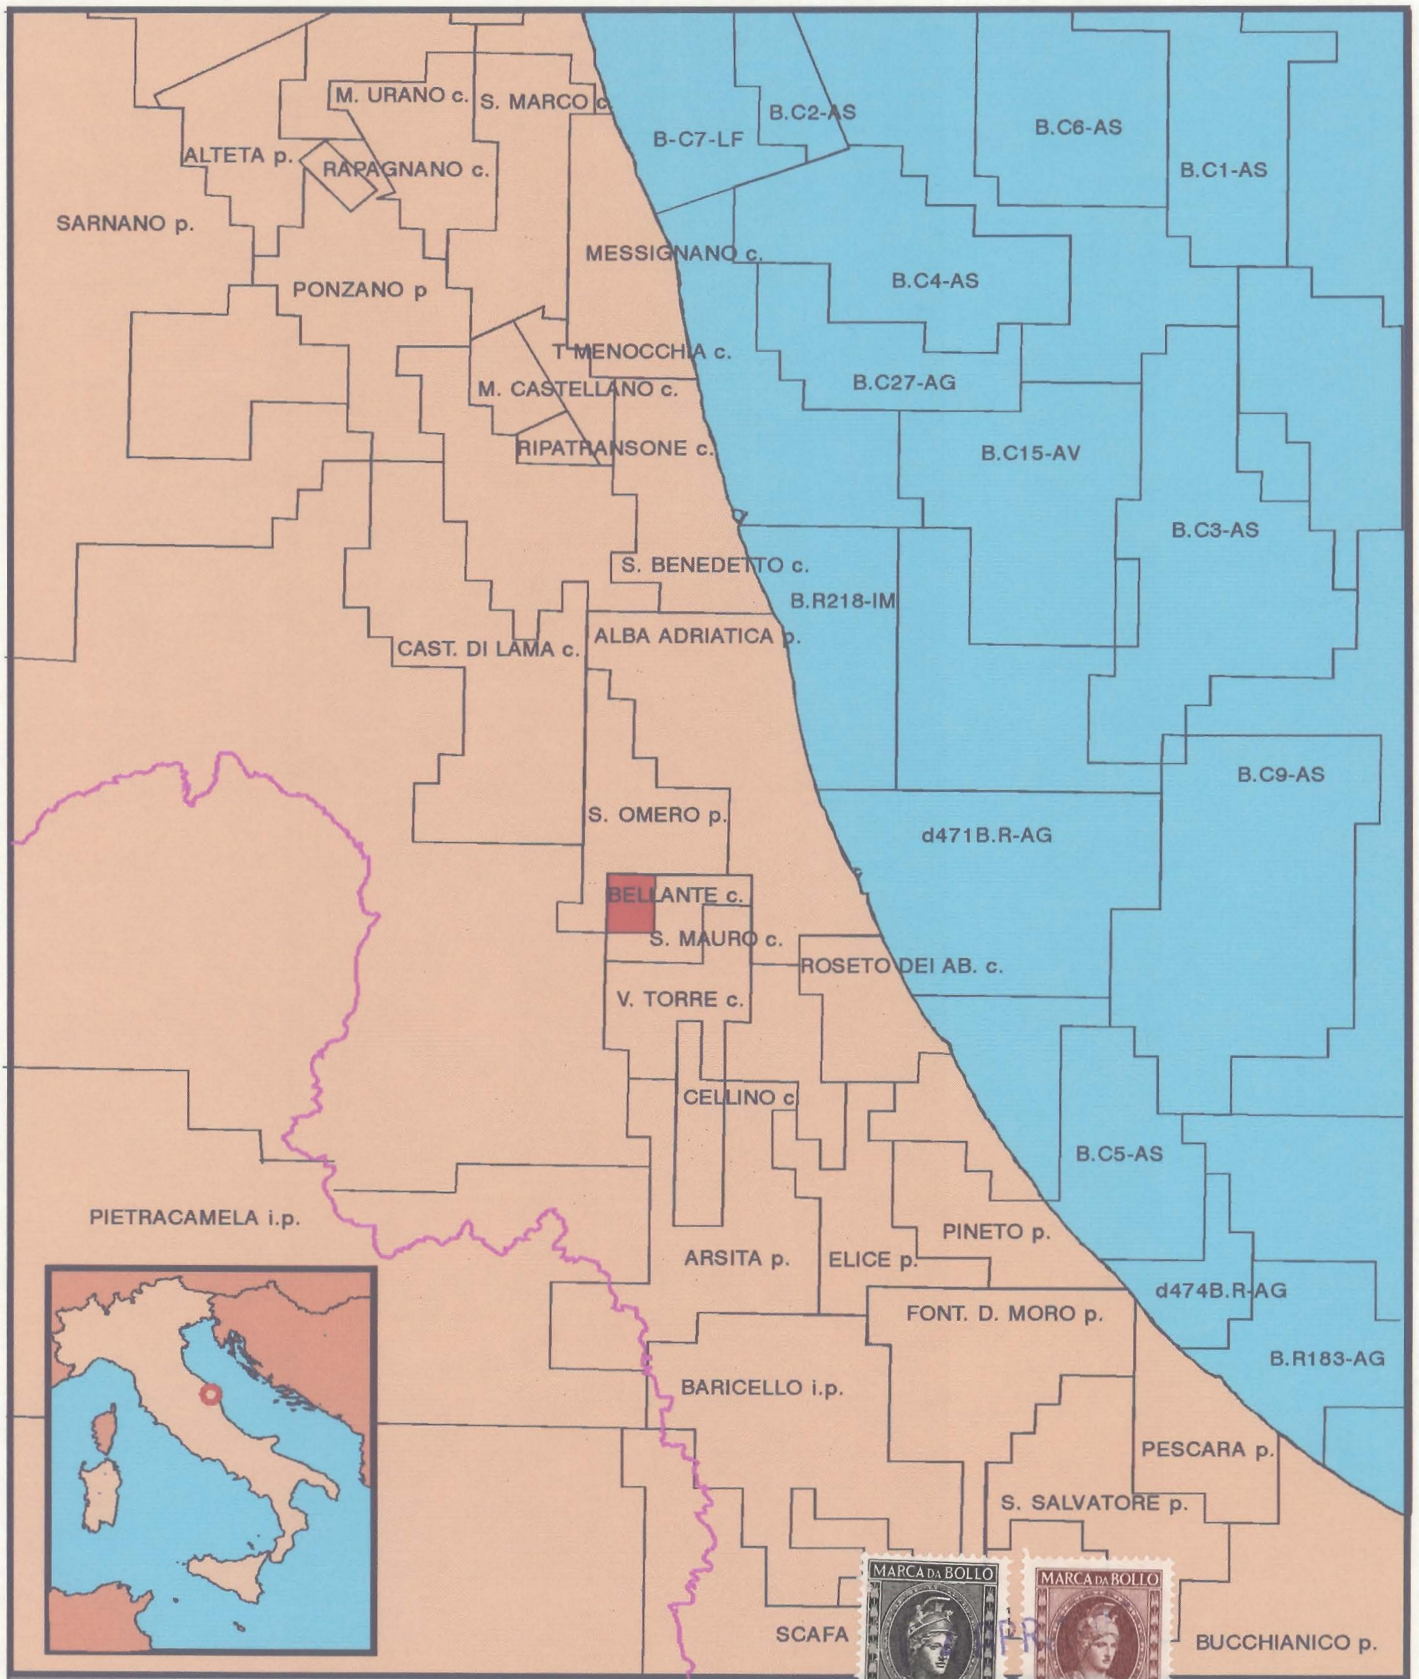 M. URANO c.
S. MARCO c.
B.C2-AS
B-C7-LF
B.C6-AS
ALTETA p.
RAPAGNANO c.
B.C1-AS
SARNANO p.
MESSIGNANO c.
PONZANO p
B.C4-AS
T MENOCCHIA c.
M. CASTELLANO c.
B.C27-AG
RIPATRANSONE c.
B.C15-AV
B.C3-AS
S. BENEDETTO c.
B.R218-IM
ALBA ADRIATICA p.
CAST. DI LAMA c.
B.C9-AS
S. OMERO p.
d471B.R-AG
BELLANTE c.
S. MAURO c.
ROSETO DEI AB. c.
V. TORRE c.
CELLINO c
B.C5-AS
PIETRACAMELA i.p.
PINETO p.
ARSITA p.
ELICE p.
d474B.R-AG
FONT. D. MORO p.
B.R183-AG
BARICELLO i.p.
PESCARA p.
S. SALVATORE p.
MARCA DA BOLLO
MARCA DA BOLLO
SCAFA
PR
BUCCHIANICO p.